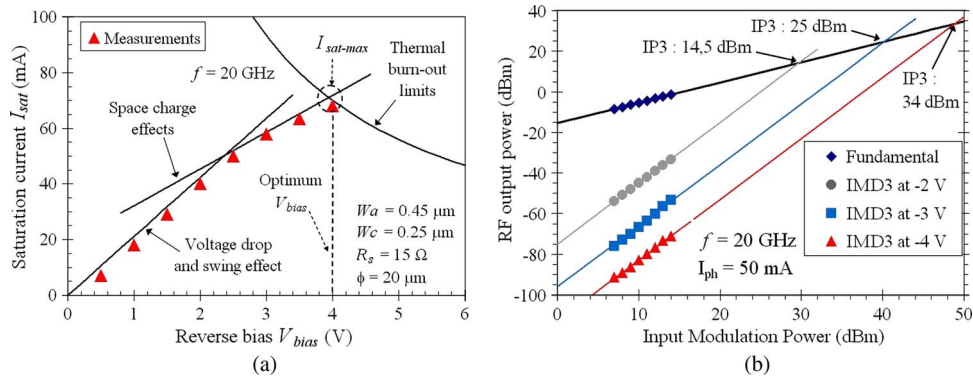 100
80
60
40
20
0
0
1
2
3
4
5
6
Saturation current Isat (mA)
Reverse bias Vbias (V)
Measurements
f = 20 GHz
Isat-max
Thermal
burn-out
limits
Space charge
effects
Voltage drop
and swing effect
Optimum
Vbias
Wa = 0.45 µm
Wc = 0.25 µm
Rs = 15 Ω
ϕ = 20 µm
(a)
40
20
0
-20
-40
-60
-80
-100
0
10
20
30
40
50
RF output power (dBm)
Input Modulation Power (dBm)
IP3 : 14,5 dBm
IP3 : 25 dBm
IP3 :
34 dBm
Fundamental
IMD3 at -2 V
IMD3 at -3 V
IMD3 at -4 V
f = 20 GHz
Iph = 50 mA
(b)